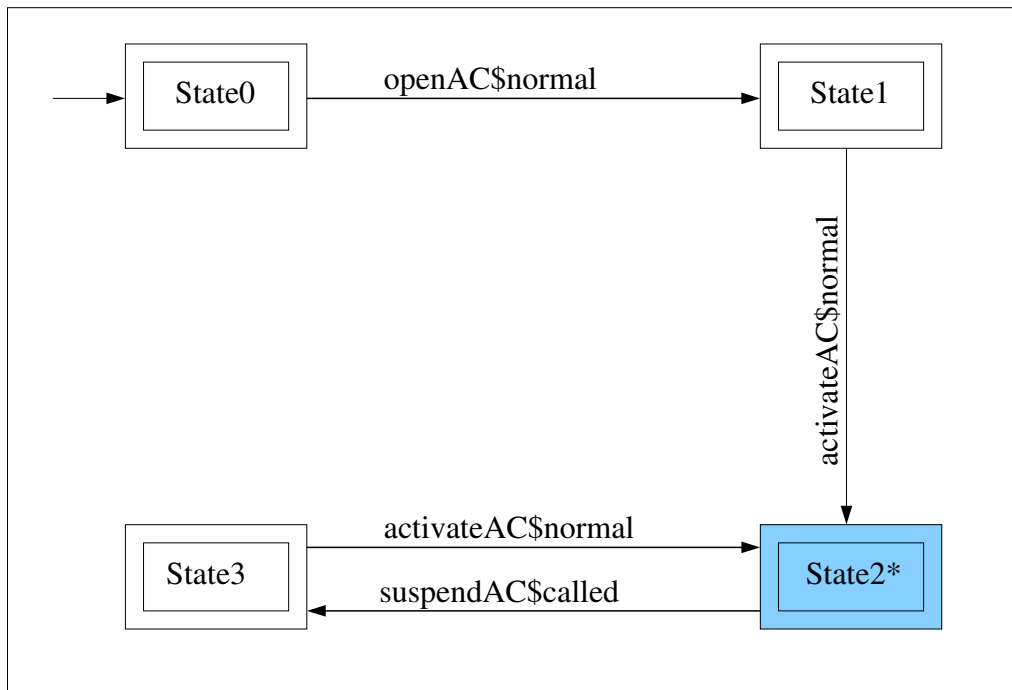 State0
openAC$normal
State1
activateAC$normal
State3
activateAC$normal
suspendAC$called
State2*